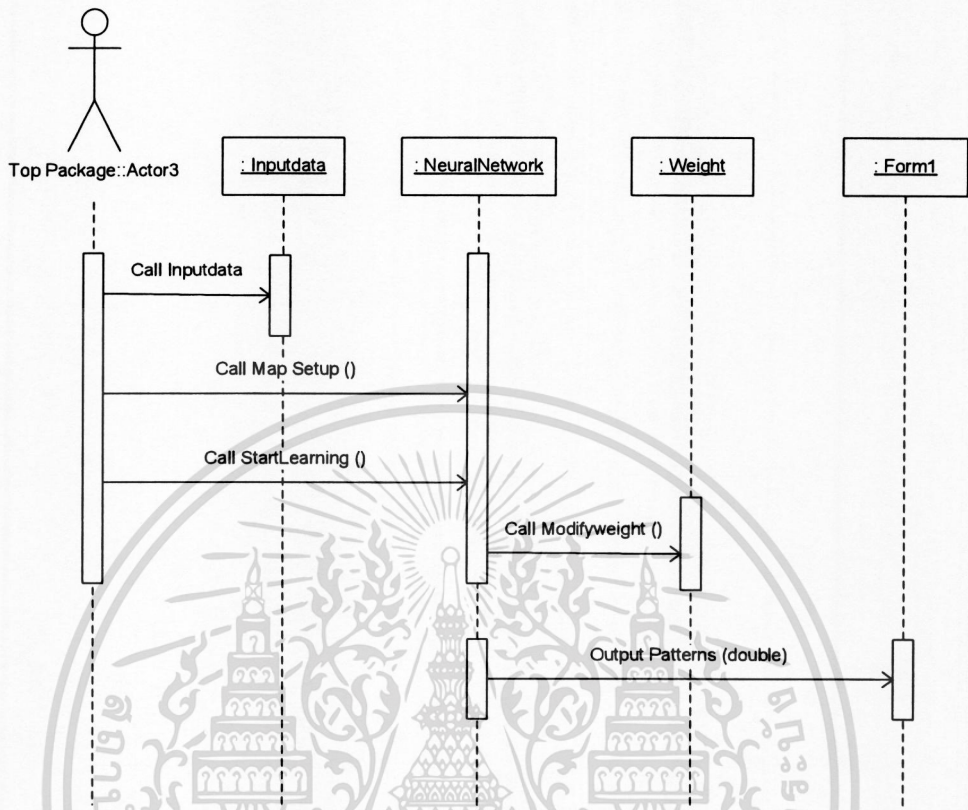 Top Package::Actor3
: Inputdata
: NeuralNetwork
: Weight
: Form1
Call Inputdata
Call Map Setup ()
Call StartLearning ()
Call Modifyweight ()
Output Patterns (double)